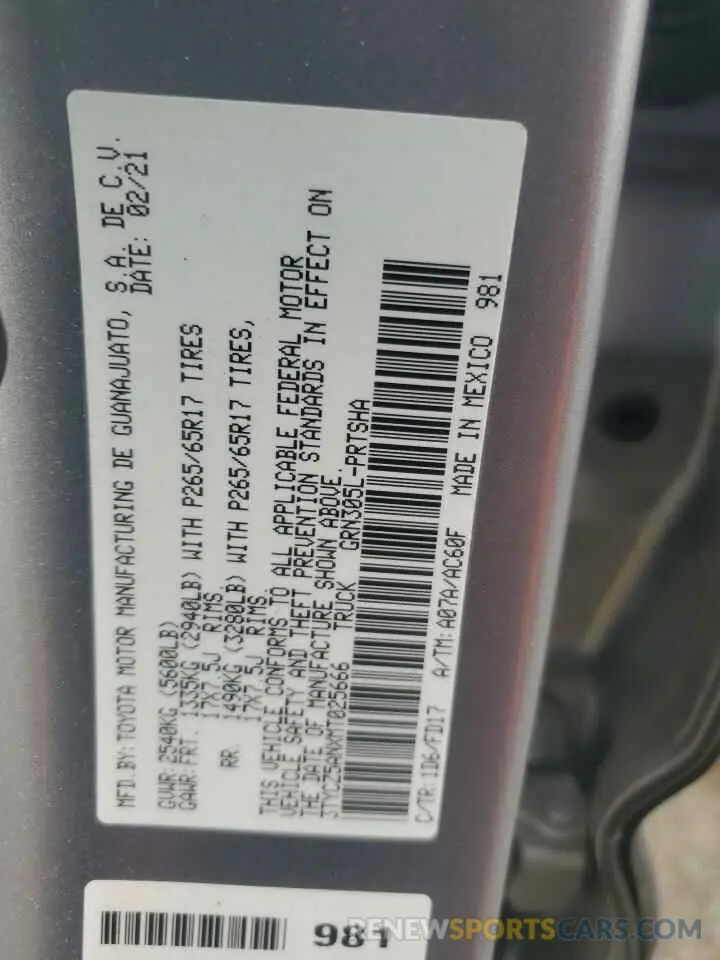 MFD.BY: TOYOTA MOTOR MANUFACTURING DE GUANAJUATO, S.A. DE C.V.
DATE: 02/21
GVWR: 2540KG (5600LB)
GAWR: FRT. 1335KG (2940LB) WITH P265/65R17 TIRES
17X7.5J RIMS,
RR. 1490KG (3280LB) WITH P265/65R17 TIRES,
17X7.5J RIMS.
THIS VEHICLE CONFORMS TO ALL APPLICABLE FEDERAL MOTOR
VEHICLE SAFETY AND THEFT PREVENTION STANDARDS IN EFFECT ON
THE DATE OF MANUFACTURE SHOWN ABOVE.
3TYCZ5ANXMT025666 TRUCK GRN305L-PRTSHA
C/TR: 1D6/FD17 A/TM: A07A/AC60F MADE IN MEXICO 981
981
RENEWSPORTSCARS.COM